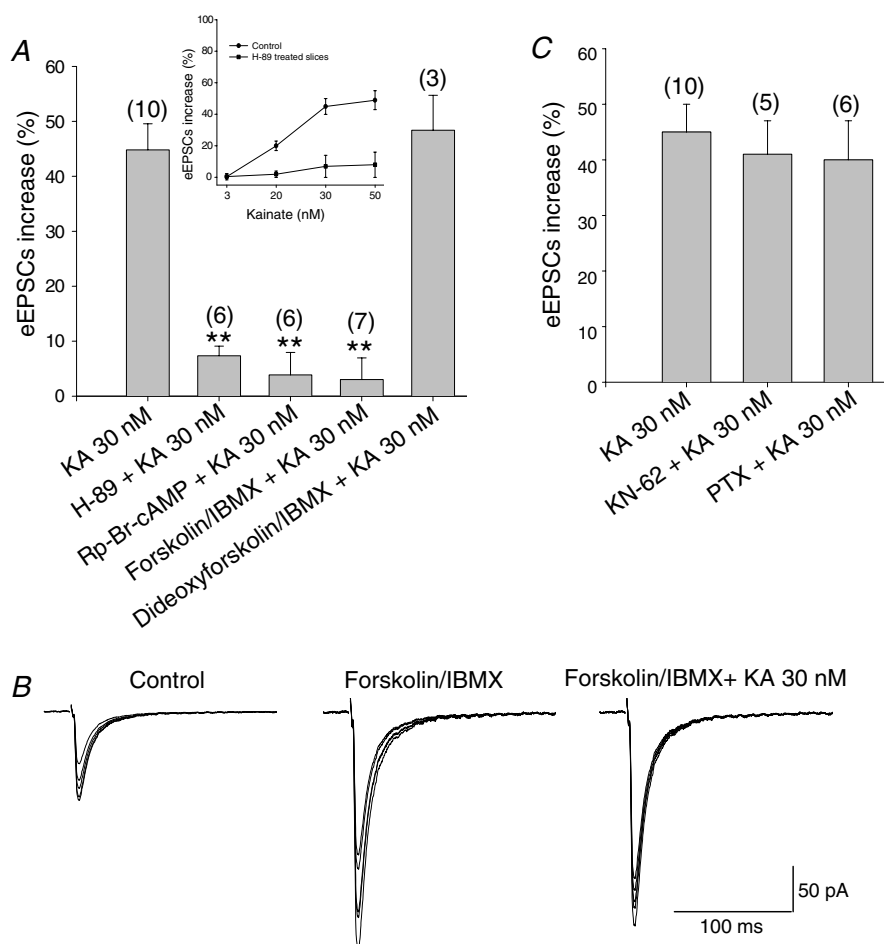 A
eEPSCs increase (%)
60
50
40
30
20
10
0
(10)
(6)
**
(6)
**
(7)
**
(3)
KA 30 nM
H-89 + KA 30 nM
Rp-Br-cAMP + KA 30 nM
Forskolin/IBMX + KA 30 nM
Dideoxyforskolin/IBMX + KA 30 nM
eEPSCs increase (%)
100
80
60
40
20
0
Control
H-89 treated slices
3 20 30 50
Kainate (nM)
C
eEPSCs increase (%)
60
50
40
30
20
10
0
(10)
(5)
(6)
KA 30 nM
KN-62 + KA 30 nM
PTX + KA 30 nM
B
Control
Forskolin/IBMX
Forskolin/IBMX+ KA 30 nM
50 pA
100 ms